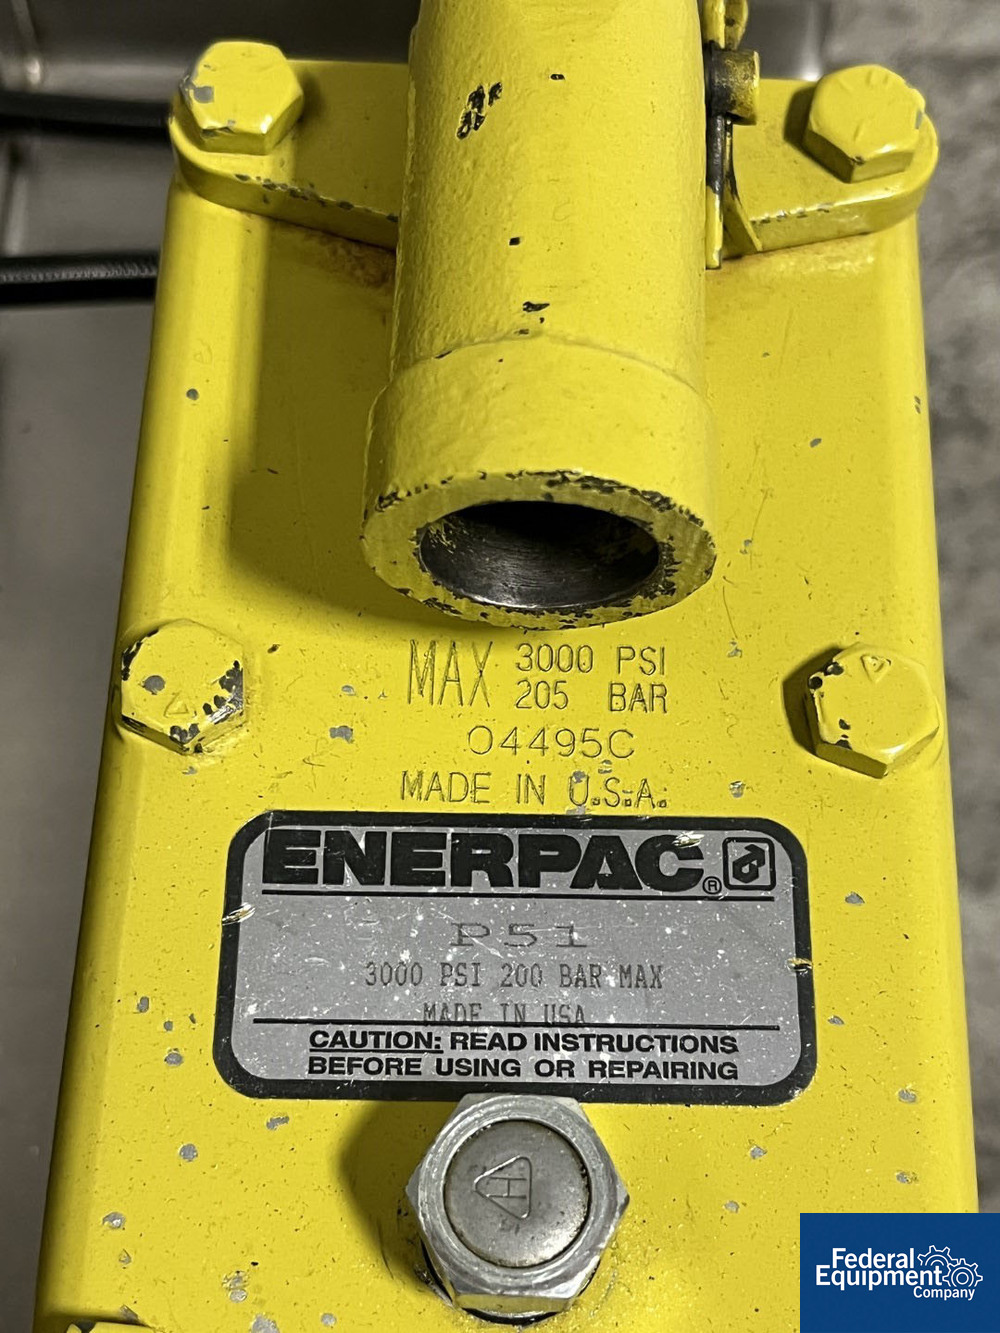 MAX 3000 PSI
205 BAR
04495C
MADE IN U.S.A.
ENERPAC®
P51
3000 PSI 200 BAR MAX
MADE IN USA
CAUTION: READ INSTRUCTIONS
BEFORE USING OR REPAIRING
H
Federal
Equipment
Company